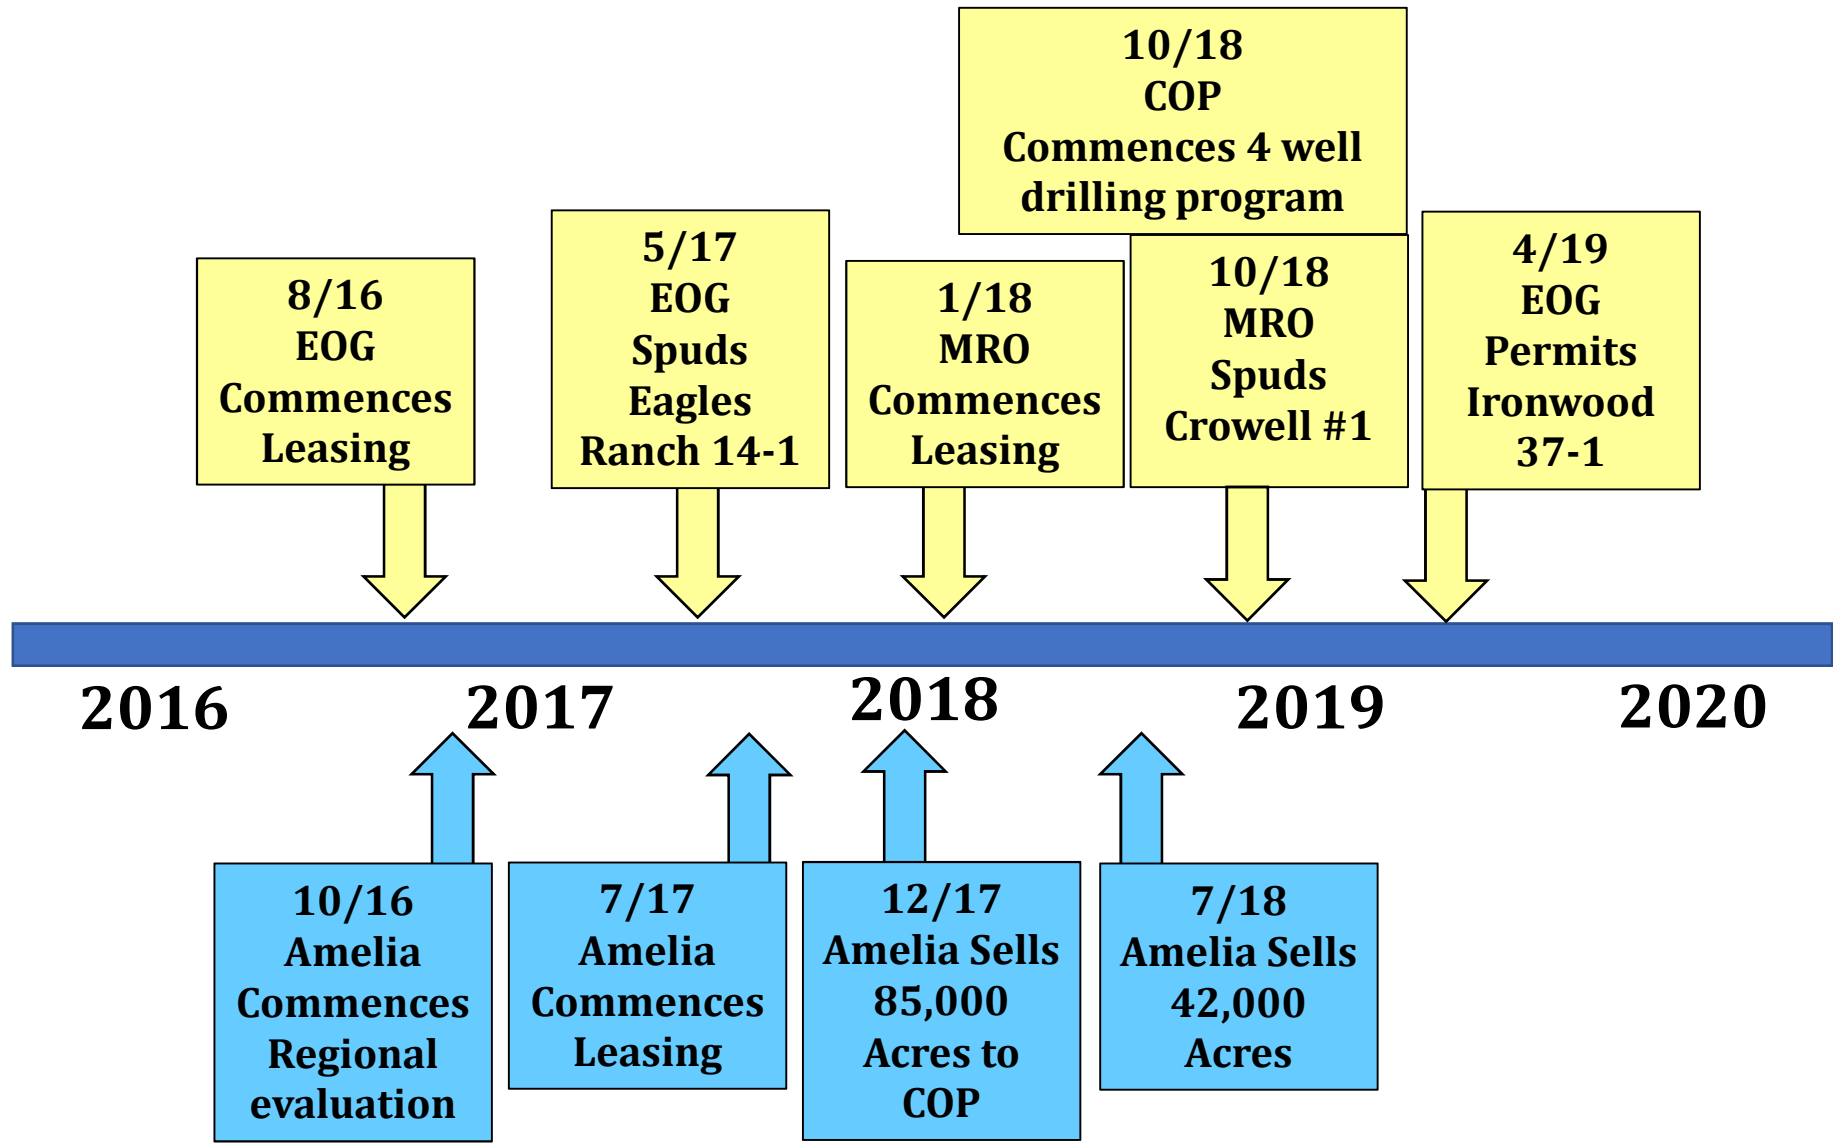 10/18
COP
Commences 4 well
drilling program
8/16
EOG
Commences
Leasing
5/17
EOG
Spuds
Eagles
Ranch 14-1
1/18
MRO
Commences
Leasing
10/18
MRO
Spuds
Crowell #1
4/19
EOG
Permits
Ironwood
37-1
2016
2017
2018
2019
2020
10/16
Amelia
Commences
Regional
evaluation
7/17
Amelia
Commences
Leasing
12/17
Amelia Sells
85,000
Acres to
COP
7/18
Amelia Sells
42,000
Acres